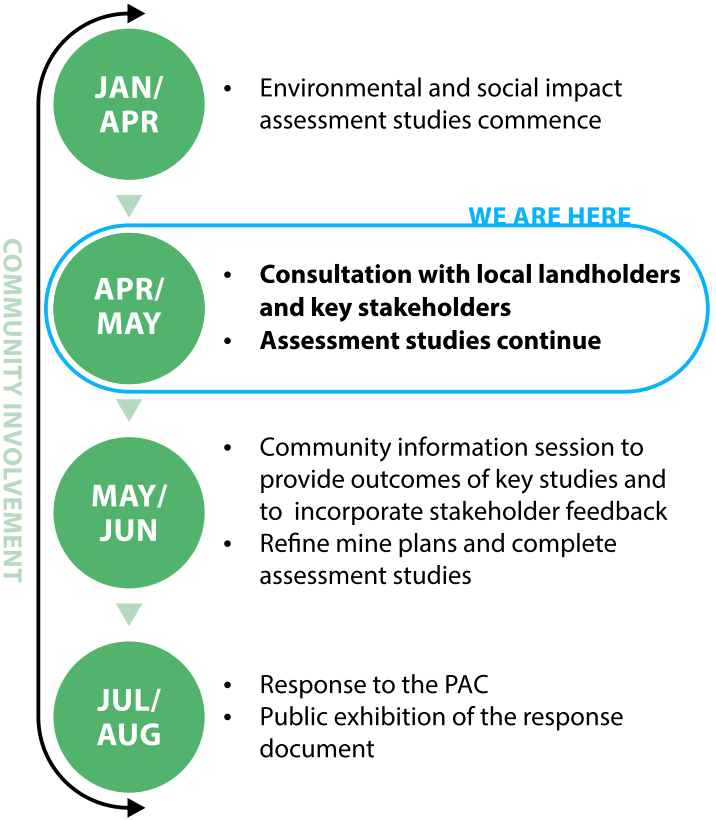 COMMUNITY INVOLVEMENT
JAN/
APR
• Environmental and social impact
assessment studies commence
WE ARE HERE
APR/
MAY
• Consultation with local landholders
and key stakeholders
• Assessment studies continue
MAY/
JUN
• Community information session to
provide outcomes of key studies and
to  incorporate stakeholder feedback
• Refine mine plans and complete
assessment studies
JUL/
AUG
• Response to the PAC
• Public exhibition of the response
document